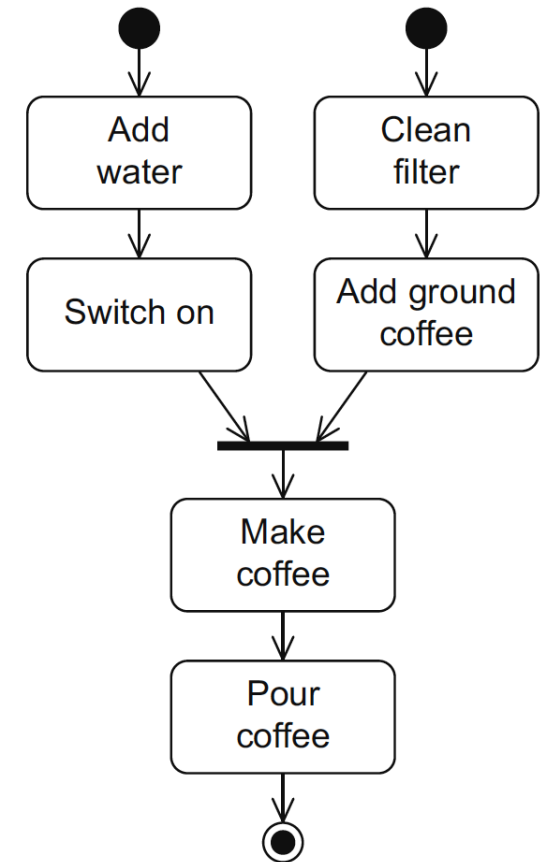 Add
water
Clean
filter
Switch on
Add ground
coffee
Make
coffee
Pour
coffee